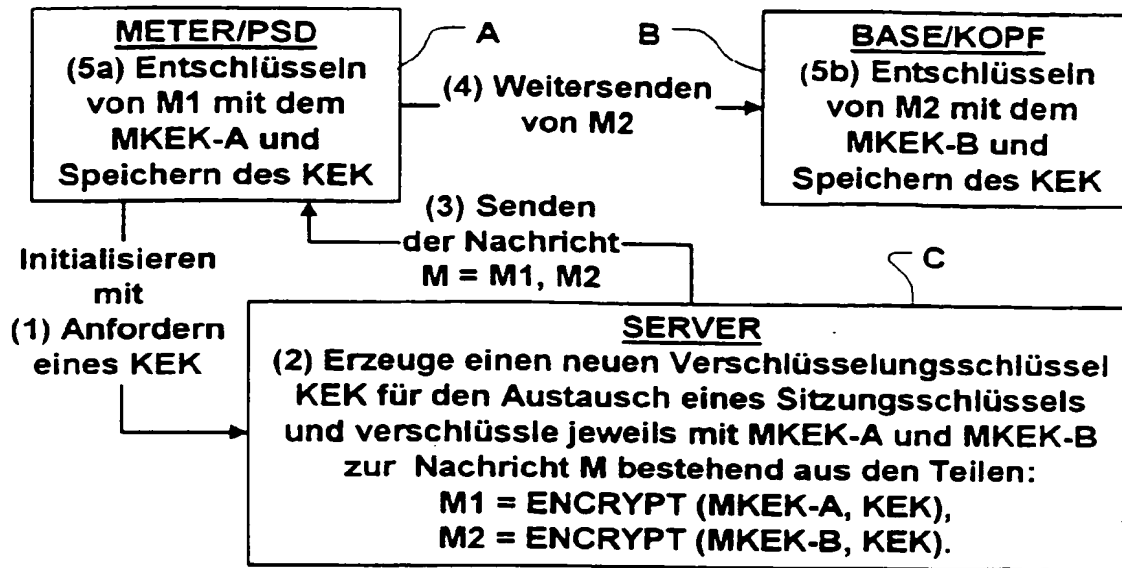 METER/PSD
(5a) Entschlüsseln
von M1 mit dem
MKEK-A und
Speichern des KEK
A
(4) Weitersenden
von M2
B
BASE/KOPF
(5b) Entschlüsseln
von M2 mit dem
MKEK-B und
Speichern des KEK
(3) Senden
der Nachricht
M = M1, M2
Initialisieren
mit
(1) Anfordern
eines KEK
C
SERVER
(2) Erzeuge einen neuen Verschlüsselungsschlüssel
KEK für den Austausch eines Sitzungsschlüssels
und verschlüssle jeweils mit MKEK-A und MKEK-B
zur Nachricht M bestehend aus den Teilen:
M1 = ENCRYPT (MKEK-A, KEK),
M2 = ENCRYPT (MKEK-B, KEK).